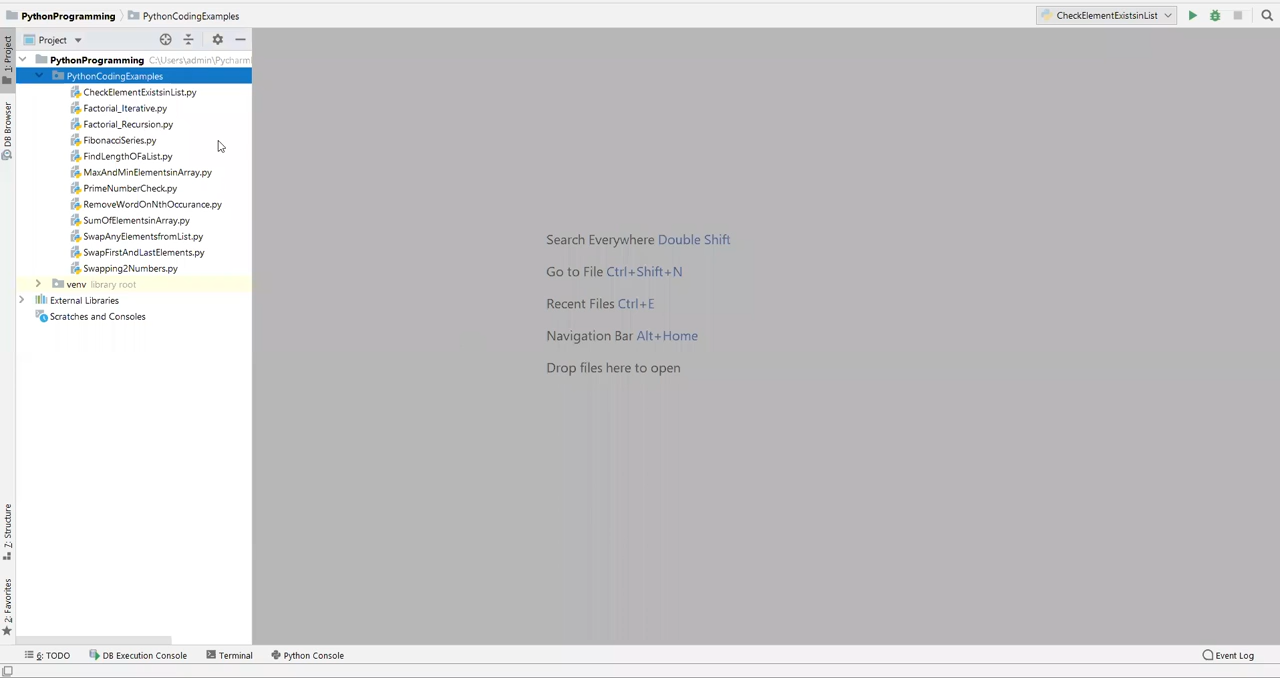 PythonProgramming PythonCodingExamples CheckElementExistsinList
Project
PythonProgramming C:\Users\admin\Pycharm
PythonCodingExamples
CheckElementExistsinList.py
Factorial_Iterative.py
Factorial_Recursion.py
FibonacciSeries.py
FindLengthOFaList.py
MaxAndMinElementsinArray.py
PrimeNumberCheck.py
RemoveWordOnNthOccurance.py
SumOfElementsinArray.py
SwapAnyElementsfromList.py
SwapFirstAndLastElements.py
Swapping2Numbers.py
venv library root
External Libraries
Scratches and Consoles
1: Project
DB Browser
7: Structure
2: Favorites
Search Everywhere Double Shift
Go to File Ctrl+Shift+N
Recent Files Ctrl+E
Navigation Bar Alt+Home
Drop files here to open
6: TODO DB Execution Console Terminal Python Console Event Log